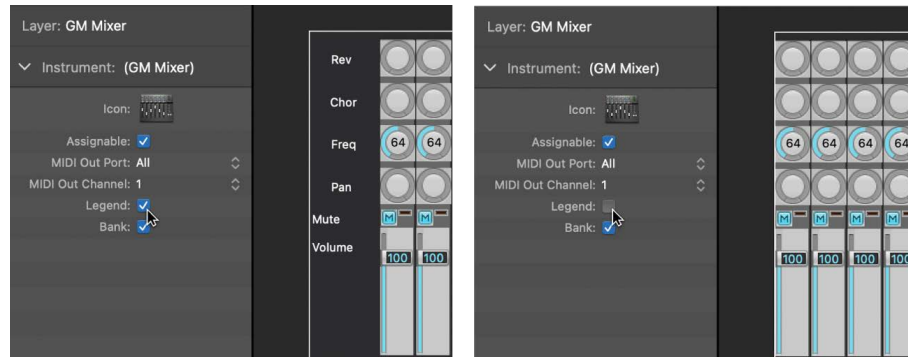 Layer: GM Mixer
Instrument: (GM Mixer)
Icon:
Assignable:
MIDI Out Port: All
MIDI Out Channel: 1
Legend:
Bank:
Rev
Chor
Freq 64 64
Pan
Mute M M
Volume
100 100
Layer: GM Mixer
Instrument: (GM Mixer)
Icon:
Assignable:
MIDI Out Port: All
MIDI Out Channel: 1
Legend:
Bank:
64 64 64 64
M M M M
100 100 100 100